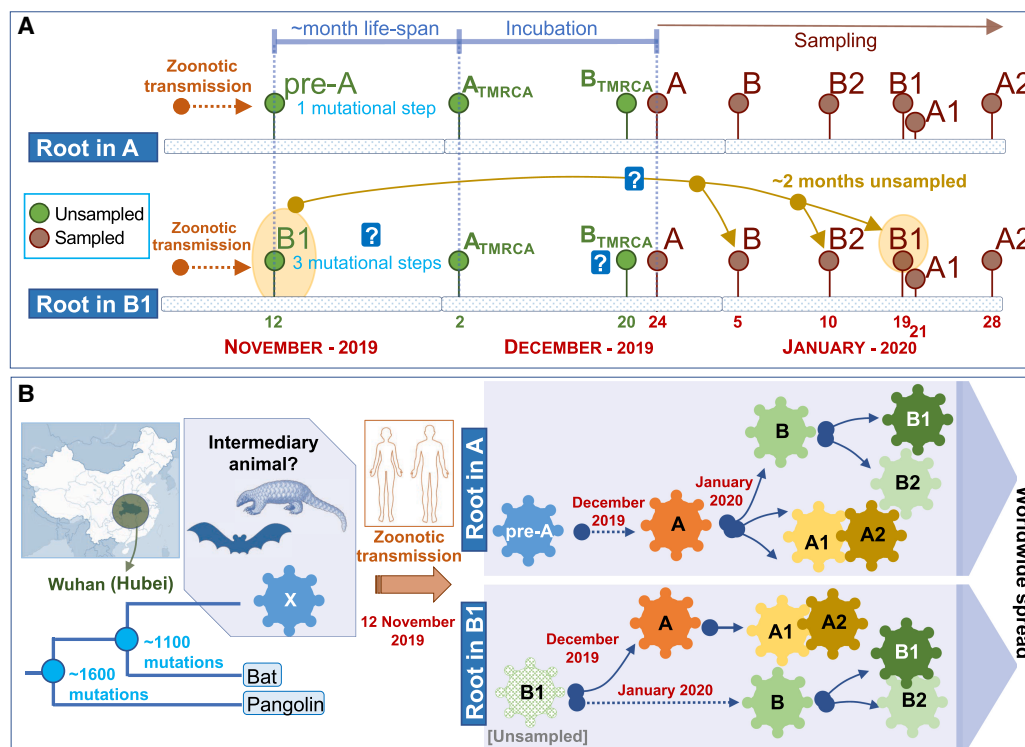 A
~month life-span
Incubation
Sampling
Zoonotic
transmission
pre-A
1 mutational step
A TMRCA
B TMRCA
A
B
B2
B1
A1
A2
Root in A
?
~2 months unsampled
Unsampled
Sampled
Zoonotic
transmission
B1
?
3 mutational steps
A TMRCA
B TMRCA
?
A
B
B2
B1
A1
A2
Root in B1
12
2
20
24
5
10
19
21
28
NOVEMBER - 2019
DECEMBER - 2019
JANUARY - 2020
B
Intermediary
animal?
Wuhan (Hubei)
X
~1100
mutations
~1600
mutations
Bat
Pangolin
Zoonotic
transmission
12 November
2019
Root in A
pre-A
December
2019
A
January
2020
B
B1
B2
A1
A2
Root in B1
B1
[Unsampled]
December
2019
A
A1
A2
January 2020
B
B1
B2
Worldwide spread